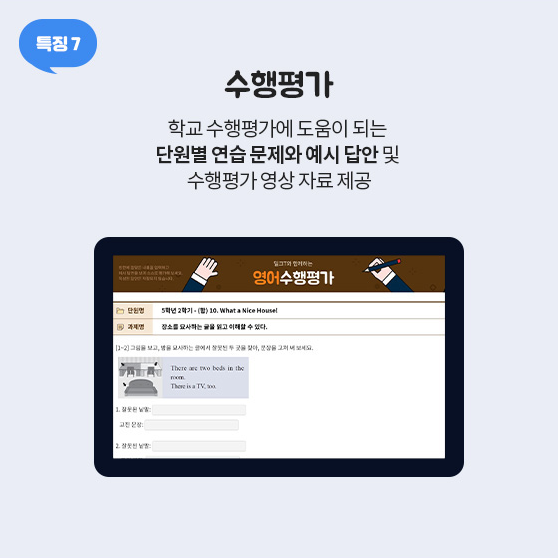 특징 7
수행평가
학교 수행평가에 도움이 되는
단원별 연습 문제와 예시 답안 및
수행평가 영상 자료 제공
밀크T와 함께하는
영어수행평가
단원명 5학년 2학기 - (함) 10. What a Nice House!
과제명 장소를 묘사하는 글을 읽고 이해할 수 있다.
[1~2] 그림을 보고, 방을 묘사하는 글에서 잘못된 두 곳을 찾아, 문장을 고쳐 써 보세요.
There are two beds in the
room.
There is a TV, too.
1. 잘못된 낱말:
고친 문장:
2. 잘못된 낱말: